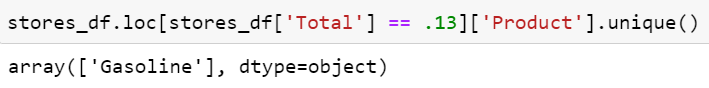 stores_df.loc[stores_df['Total'] == .13]['Product'].unique()
array(['Gasoline'], dtype=object)